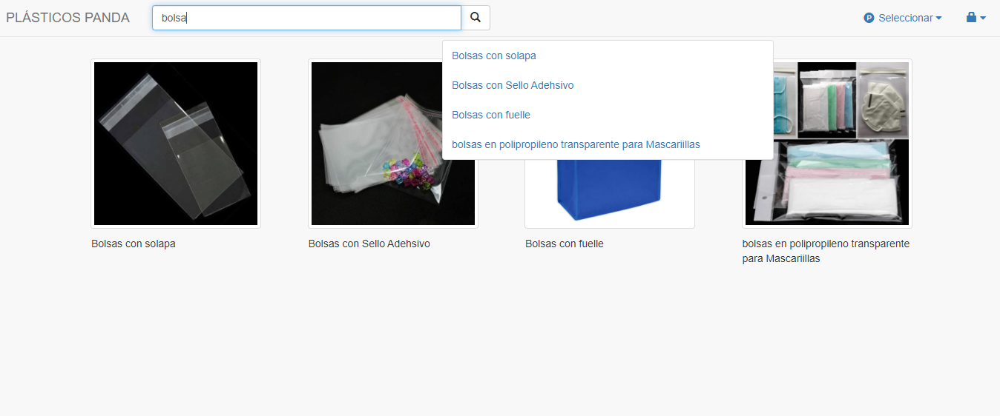 PLÁSTICOS PANDA
bolsa
P Seleccionar
Bolsas con solapa
Bolsas con Sello Adehsivo
Bolsas con fuelle
bolsas en polipropileno transparente para Mascariillas
Bolsas con solapa
Bolsas con Sello Adehsivo
Bolsas con fuelle
bolsas en polipropileno transparente
para Mascariillas